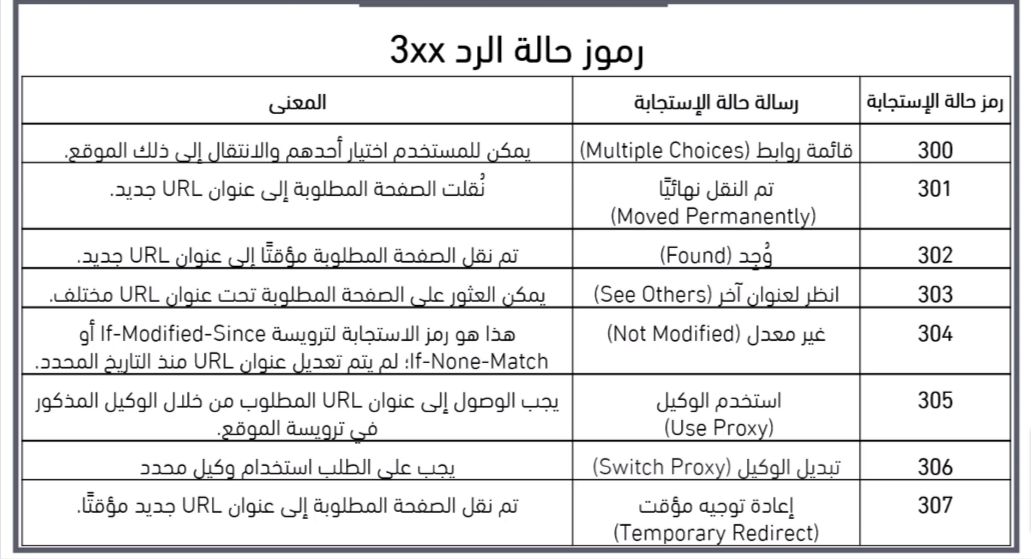 رموز حالة الرد 3xx
رمز حالة الإستجابة رسالة حالة الإستجابة المعنى
300 قائمة روابط (Multiple Choices) يمكن للمستخدم اختيار أحدهم والانتقال إلى ذلك الموقع.
301 تم النقل نهائيًّا نُقلت الصفحة المطلوبة إلى عنوان URL جديد.
(Moved Permanently)
302 وُجِد (Found) تم نقل الصفحة المطلوبة مؤقتًّا إلى عنوان URL جديد.
303 انظر لعنوان آخر (See Others) يمكن العثور على الصفحة المطلوبة تحت عنوان URL مختلف.
304 غير معدل (Not Modified) هذا هو رمز الاستجابة لترويسة If-Modified-Since أو
If-None-Match؛ لم يتم تعديل عنوان URL منذ التاريخ المحدد.
305 استخدم الوكيل يجب الوصول إلى عنوان URL المطلوب من خلال الوكيل المذكور
(Use Proxy) في ترويسة الموقع.
306 تبديل الوكيل (Switch Proxy) يجب على الطلب استخدام وكيل محدد
307 إعادة توجيه مؤقت تم نقل الصفحة المطلوبة إلى عنوان URL جديد مؤقتًّا.
(Temporary Redirect)